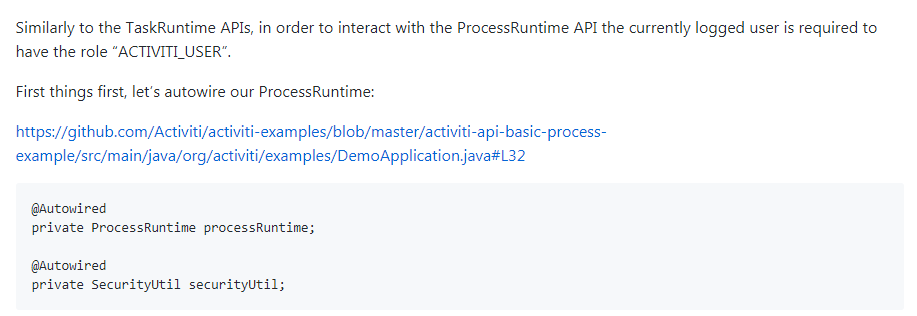 Similarly to the TaskRuntime APIs, in order to interact with the ProcessRuntime API the currently logged user is required to
have the role “ACTIVITI_USER”.
First things first, let’s autowire our ProcessRuntime:
https://github.com/Activiti/activiti-examples/blob/master/activiti-api-basic-process-
example/src/main/java/org/activiti/examples/DemoApplication.java#L32
@Autowired
private ProcessRuntime processRuntime;
@Autowired
private SecurityUtil securityUtil;